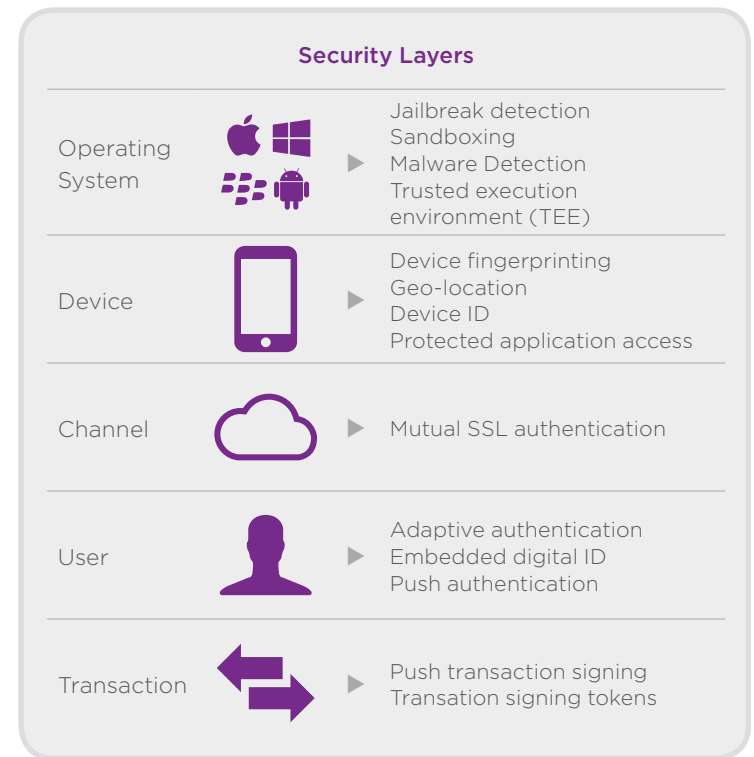 Security Layers
Operating
System
Jailbreak detection
Sandboxing
Malware Detection
Trusted execution
environment (TEE)
Device
Device fingerprinting
Geo-location
Device ID
Protected application access
Channel
Mutual SSL authentication
User
Adaptive authentication
Embedded digital ID
Push authentication
Transaction
Push transaction signing
Transation signing tokens